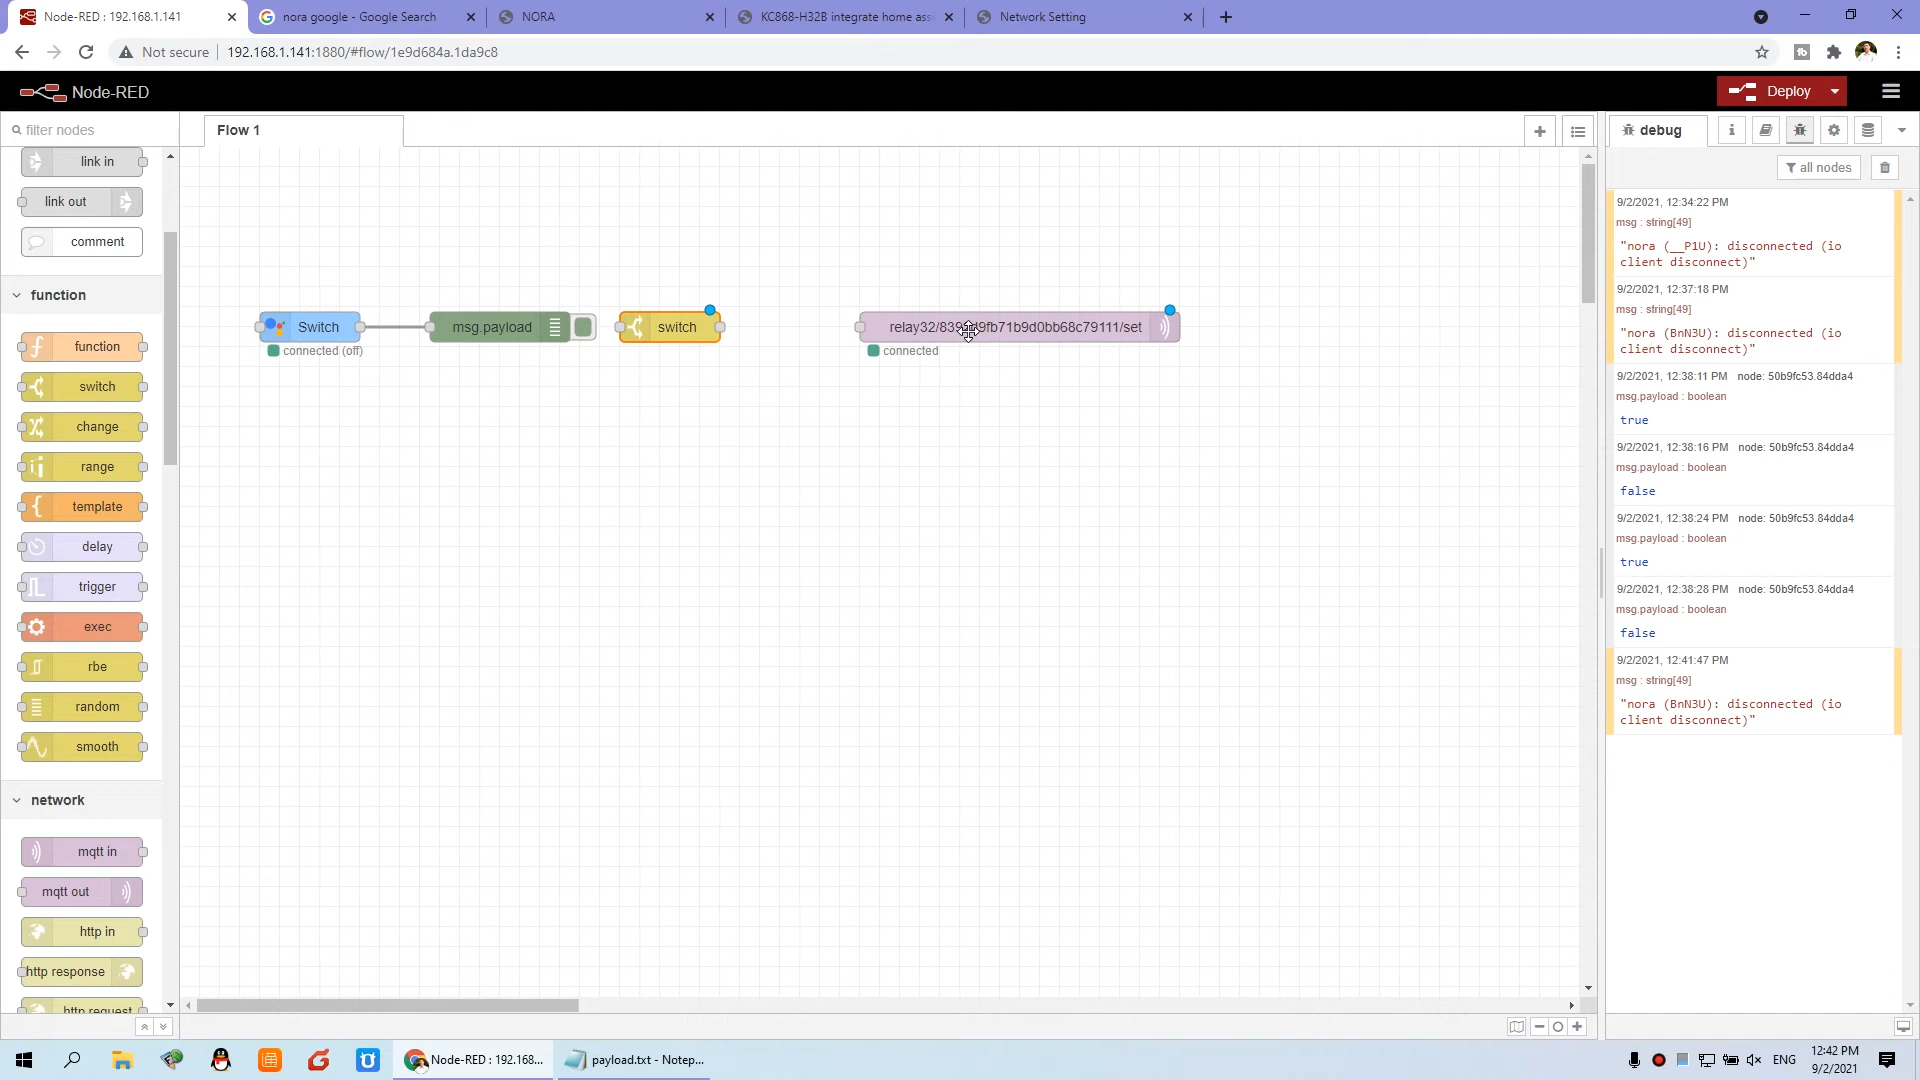 Node-RED : 192.168.1.141
nora google - Google Search
NORA
KC868-H32B integrate home assi
Network Setting
Not secure
192.168.1.141:1880/#flow/1e9d684a.1da9c8
Node-RED
Deploy
filter nodes
Flow 1
debug
all nodes
link in
link out
comment
function
function
switch
change
range
template
delay
trigger
exec
rbe
random
smooth
network
mqtt in
mqtt out
http in
http response
http request
Switch
connected (off)
msg.payload
switch
connected
9/2/2021, 12:34:22 PM
msg : string[49]
"nora (__P1U): disconnected (io
client disconnect)"
9/2/2021, 12:37:18 PM
msg : string[49]
"nora (BnN3U): disconnected (io
client disconnect)"
9/2/2021, 12:38:11 PM node: 50b9fc53.84dda4
msg.payload : boolean
true
9/2/2021, 12:38:16 PM node: 50b9fc53.84dda4
msg.payload : boolean
false
9/2/2021, 12:38:24 PM node: 50b9fc53.84dda4
msg.payload : boolean
true
9/2/2021, 12:38:28 PM node: 50b9fc53.84dda4
msg.payload : boolean
false
9/2/2021, 12:41:47 PM
msg : string[49]
"nora (BnN3U): disconnected (io
client disconnect)"
Node-RED : 192.168...
payload.txt - Notep...
ENG
12:42 PM
9/2/2021